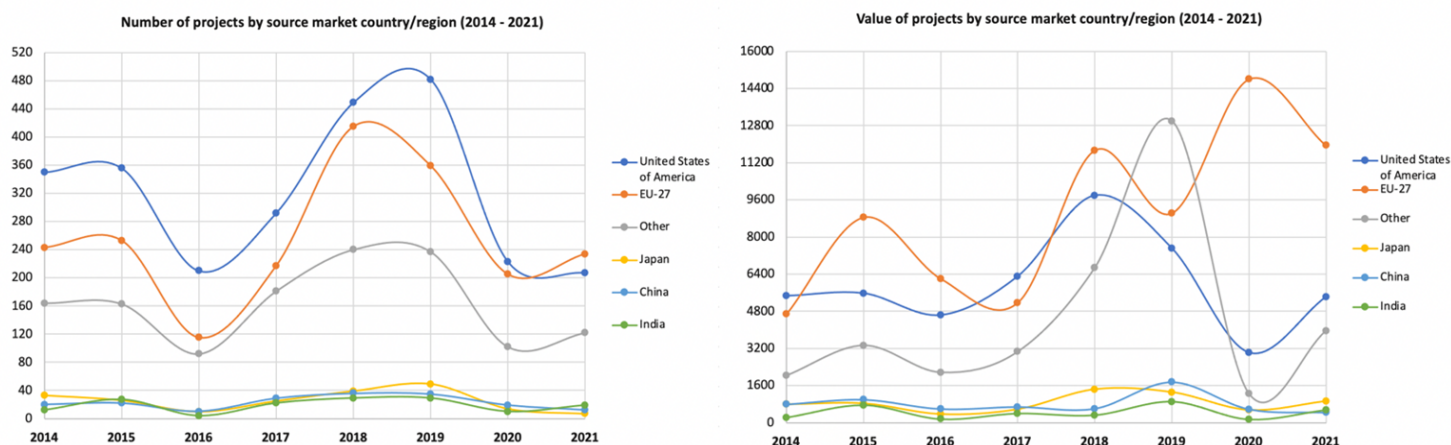 Number of projects by source market country/region (2014 - 2021)
520
480
440
400
360
320
280
240
200
160
120
80
40
0
2014 2015 2016 2017 2018 2019 2020 2021
United States
of America
EU-27
Other
Japan
China
India
Value of projects by source market country/region (2014 - 2021)
16000
14400
12800
11200
9600
8000
6400
4800
3200
1600
0
2014 2015 2016 2017 2018 2019 2020 2021
United States
of America
EU-27
Other
Japan
China
India